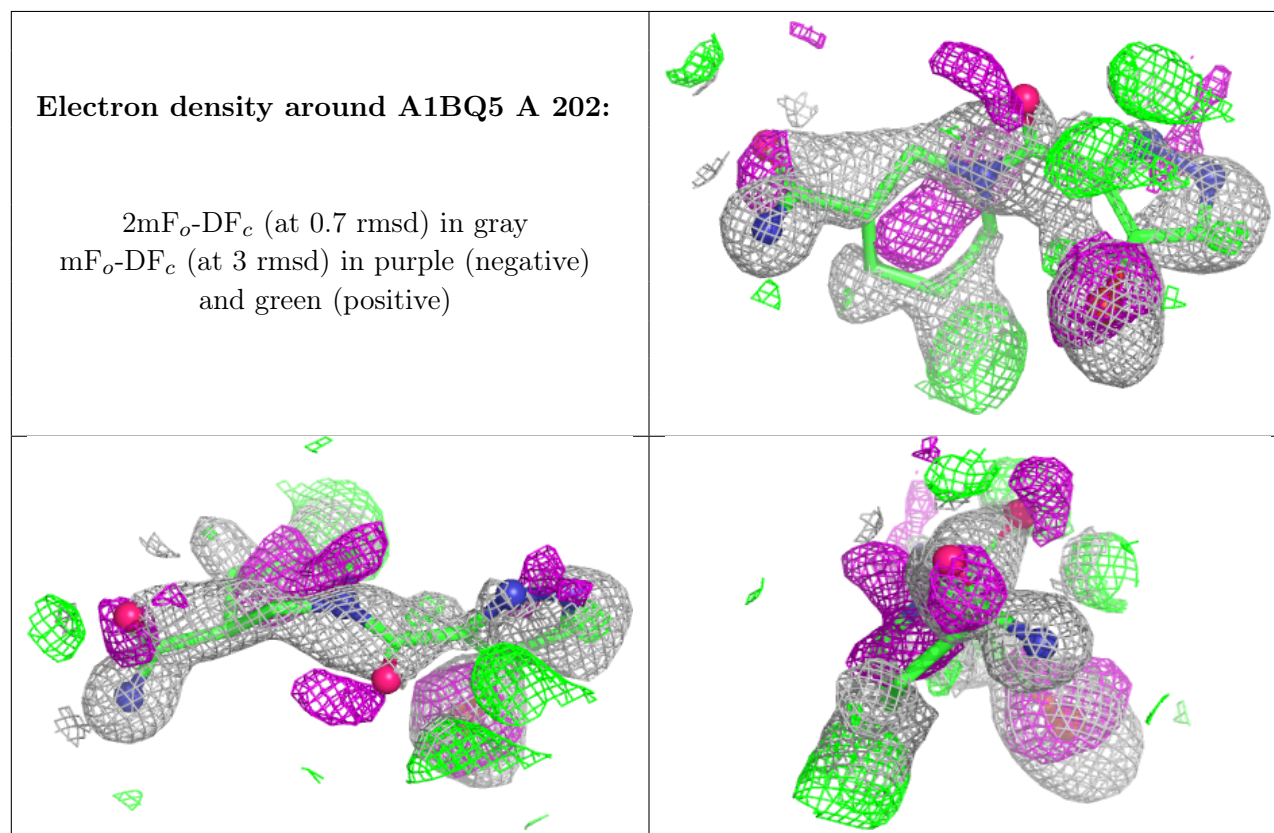 Electron density around A1BQ5 A 202:
2mFo-DFc (at 0.7 rmsd) in gray
mFo-DFc (at 3 rmsd) in purple (negative)
and green (positive)